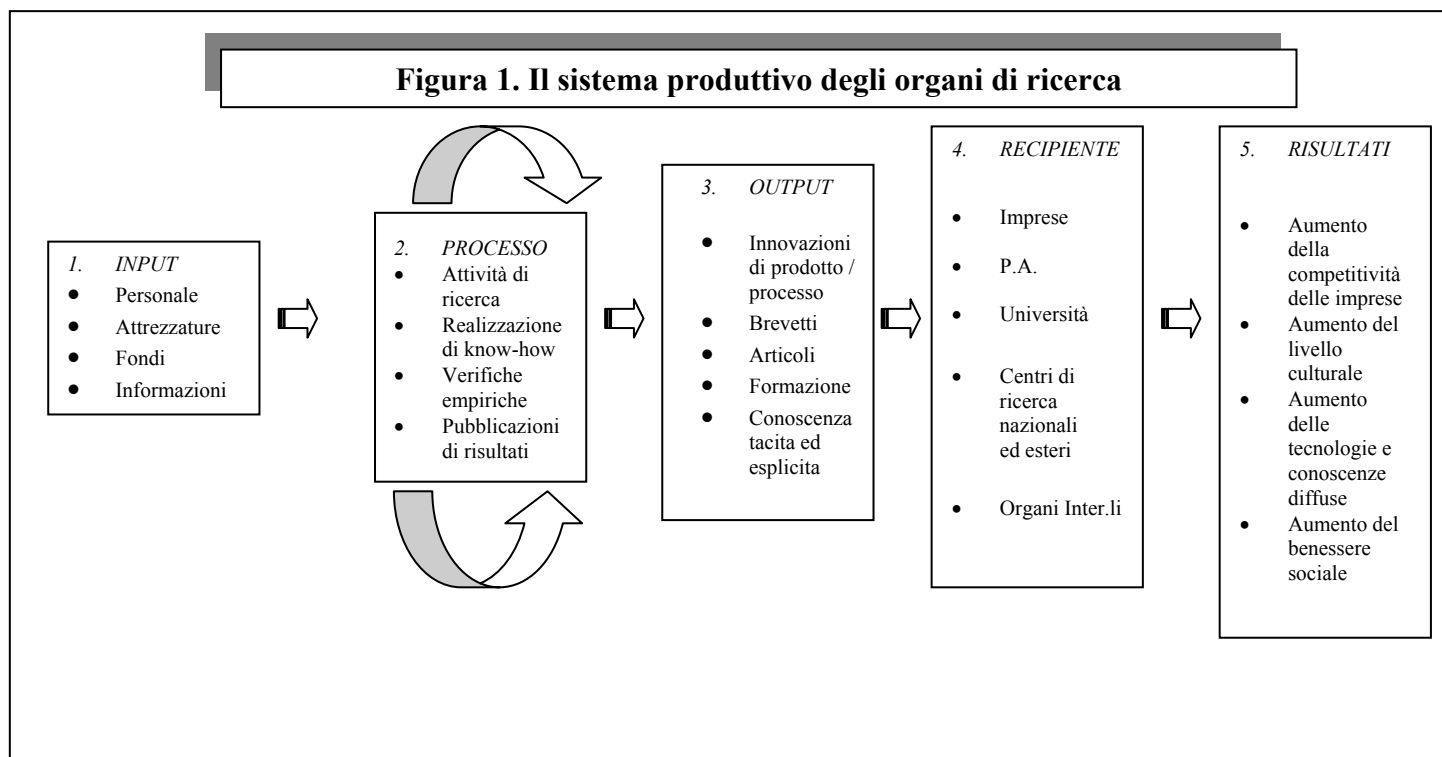 Figura 1. Il sistema produttivo degli organi di ricerca
1. INPUT
• Personale
• Attrezzature
• Fondi
• Informazioni
2. PROCESSO
• Attività di
ricerca
• Realizzazione
di know-how
• Verifiche
empiriche
• Pubblicazioni
di risultati
3. OUTPUT
• Innovazioni
di prodotto /
processo
• Brevetti
• Articoli
• Formazione
• Conoscenza
tacita ed
esplicita
4. RECIPIENTE
• Imprese
• P.A.
• Università
• Centri di
ricerca
nazionali
ed esteri
• Organi Inter.li
5. RISULTATI
• Aumento
della
competitività
delle imprese
• Aumento del
livello
culturale
• Aumento
delle
tecnologie e
conoscenze
diffuse
• Aumento del
benessere
sociale